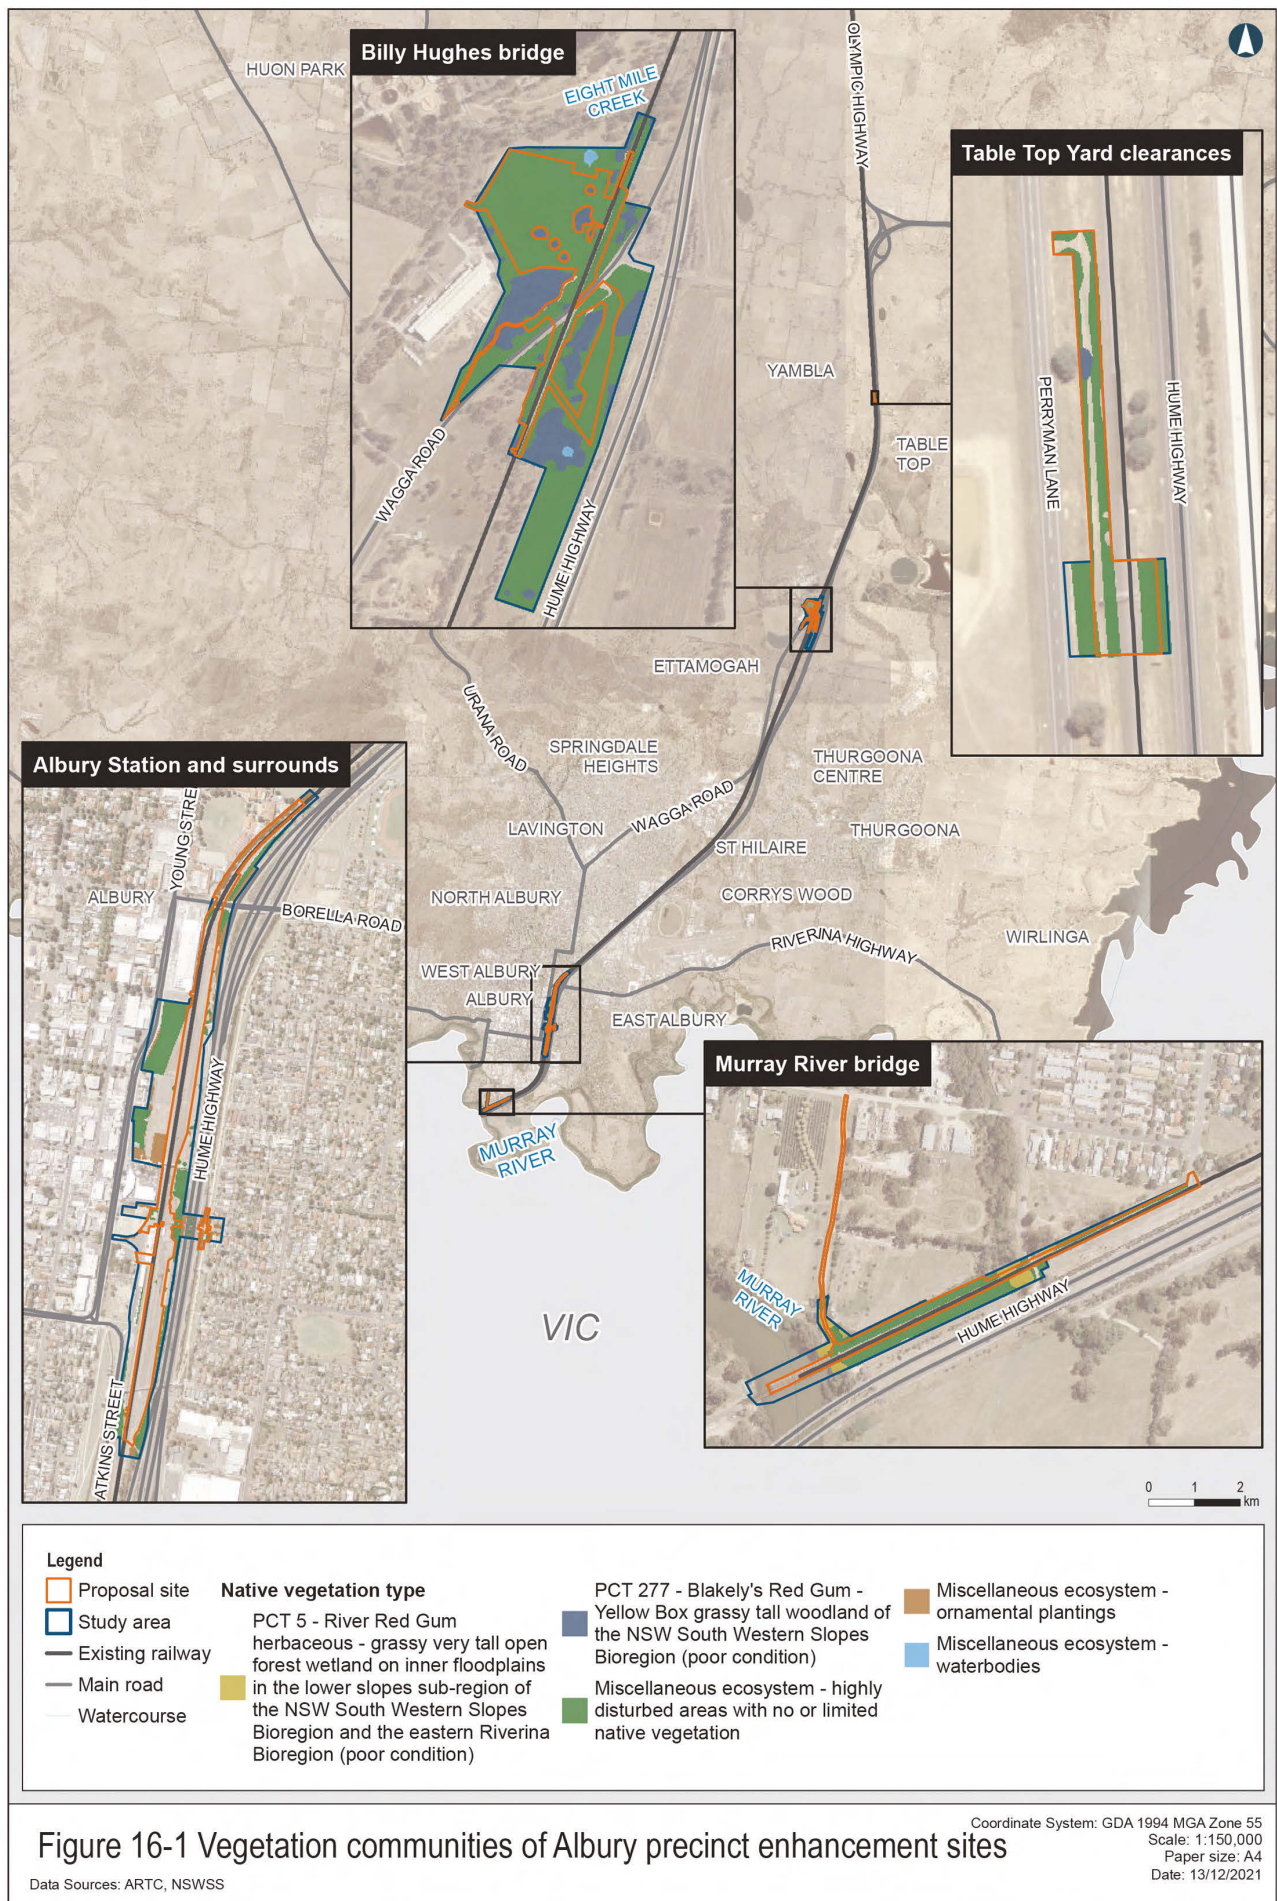 HUON PARK
Billy Hughes bridge
EIGHT MILE
CREEK
WAGGA ROAD
HUME HIGHWAY
OLYMPIC HIGHWAY
Table Top Yard clearances
PERRYMAN LANE
HUME HIGHWAY
YAMBLA
TABLE
TOP
ETTAMOGAH
URANA ROAD
SPRINGDALE
HEIGHTS
THURGOONA
CENTRE
WAGGA ROAD
LAVINGTON
THURGOONA
ST HILAIRE
NORTH ALBURY
CORRYS WOOD
RIVERINA HIGHWAY
WIRLINGA
WEST ALBURY
ALBURY
EAST ALBURY
MURRAY
RIVER
VIC
Albury Station and surrounds
YOUNG STREE
ALBURY
BORELLA ROAD
HUME HIGHWAY
ATKINS STREET
Murray River bridge
MURRAY
RIVER
HUME HIGHWAY
0 1 2
km
Legend
Proposal site
Study area
Existing railway
Main road
Watercourse
Native vegetation type
PCT 5 - River Red Gum
herbaceous - grassy very tall open
forest wetland on inner floodplains
in the lower slopes sub-region of
the NSW South Western Slopes
Bioregion and the eastern Riverina
Bioregion (poor condition)
PCT 277 - Blakely's Red Gum -
Yellow Box grassy tall woodland of
the NSW South Western Slopes
Bioregion (poor condition)
Miscellaneous ecosystem - highly
disturbed areas with no or limited
native vegetation
Miscellaneous ecosystem -
ornamental plantings
Miscellaneous ecosystem -
waterbodies
Figure 16-1 Vegetation communities of Albury precinct enhancement sites
Data Sources: ARTC, NSWSS
Coordinate System: GDA 1994 MGA Zone 55
Scale: 1:150,000
Paper size: A4
Date: 13/12/2021